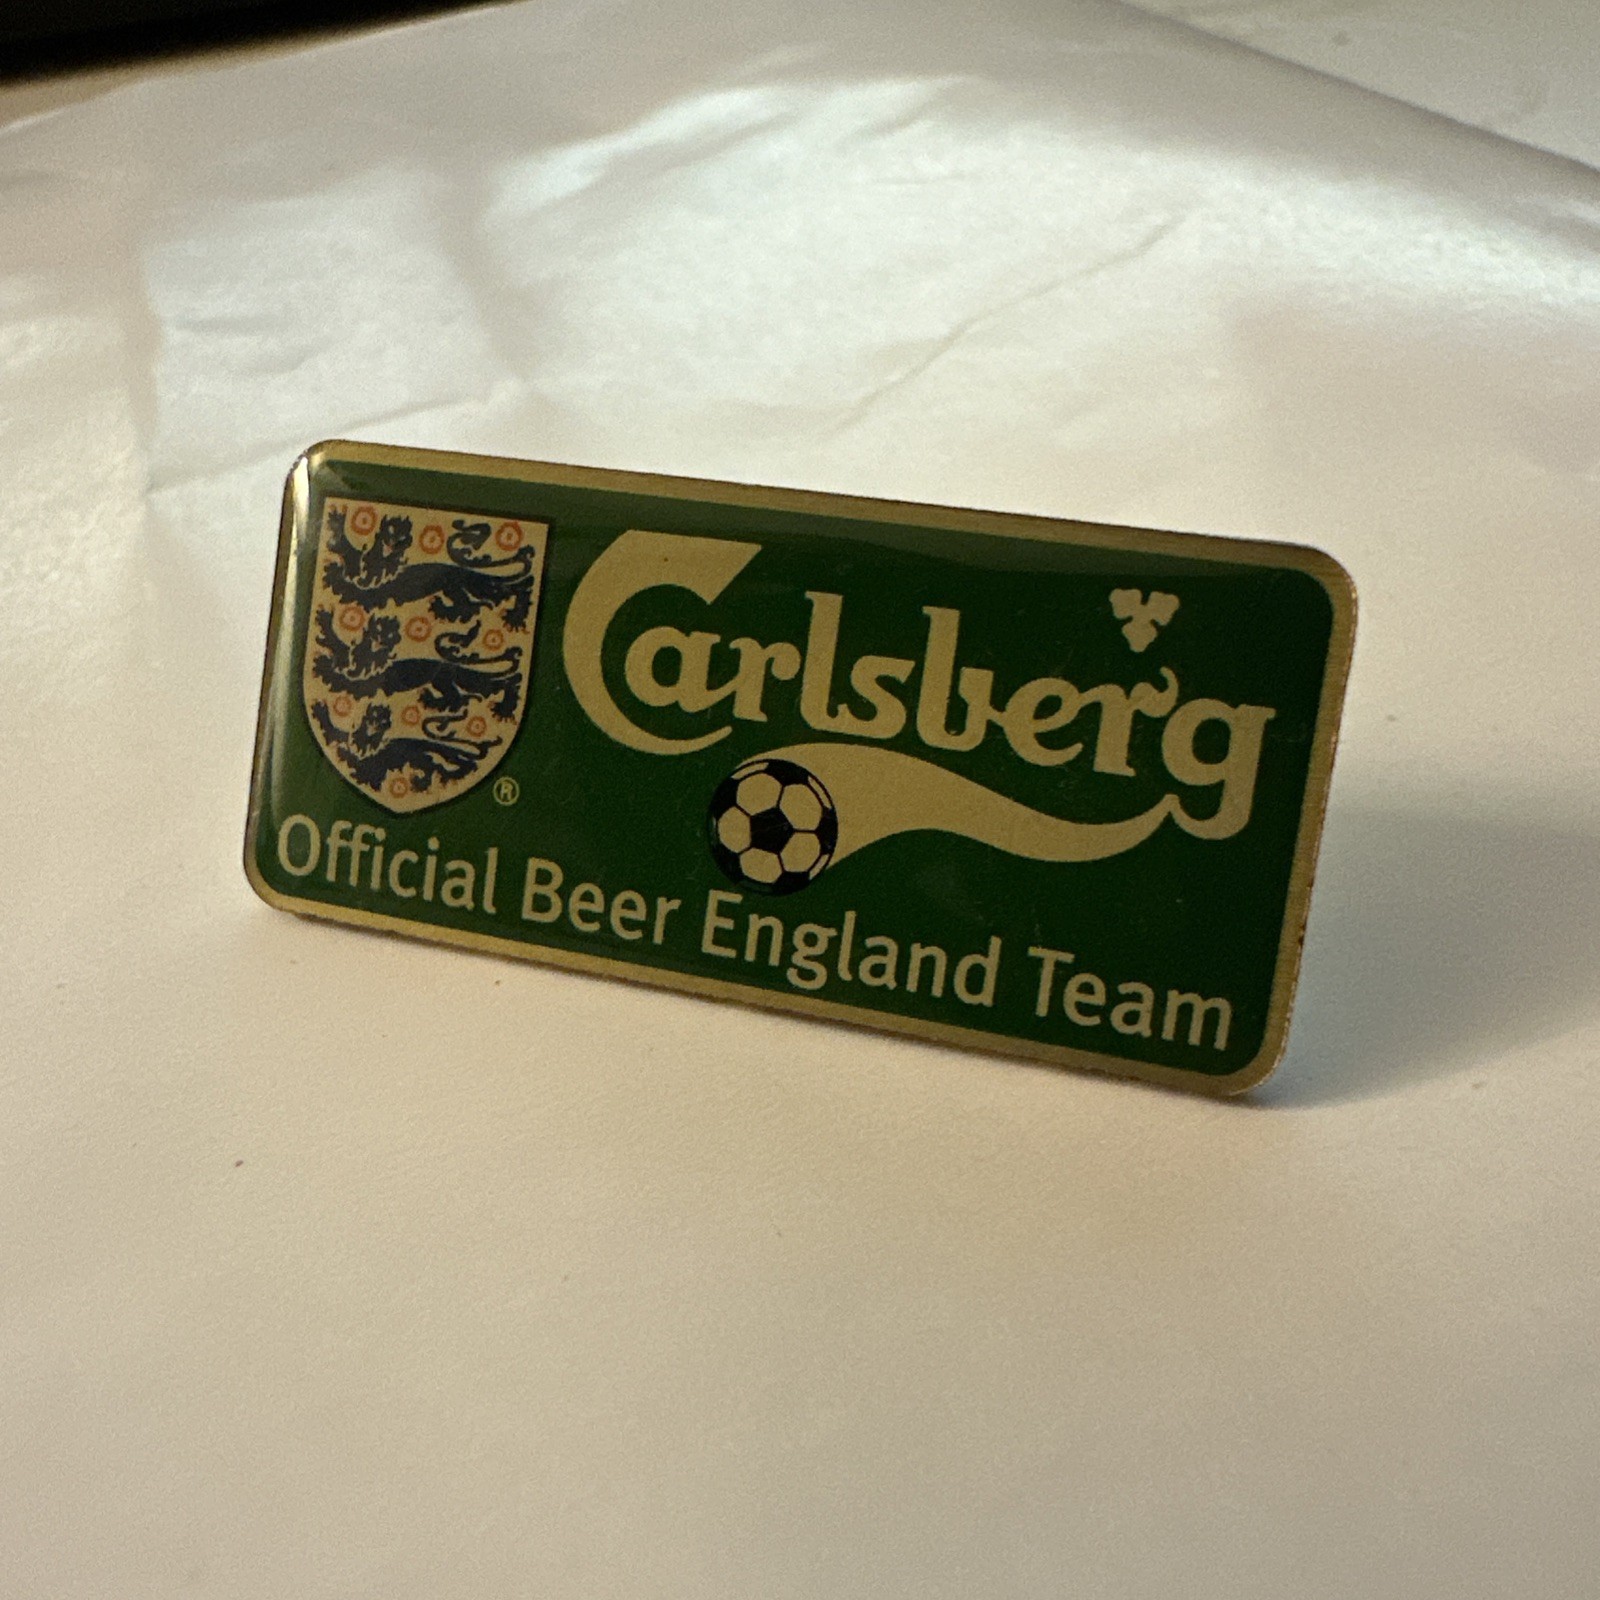 Carlsberg
®
Official Beer England Team